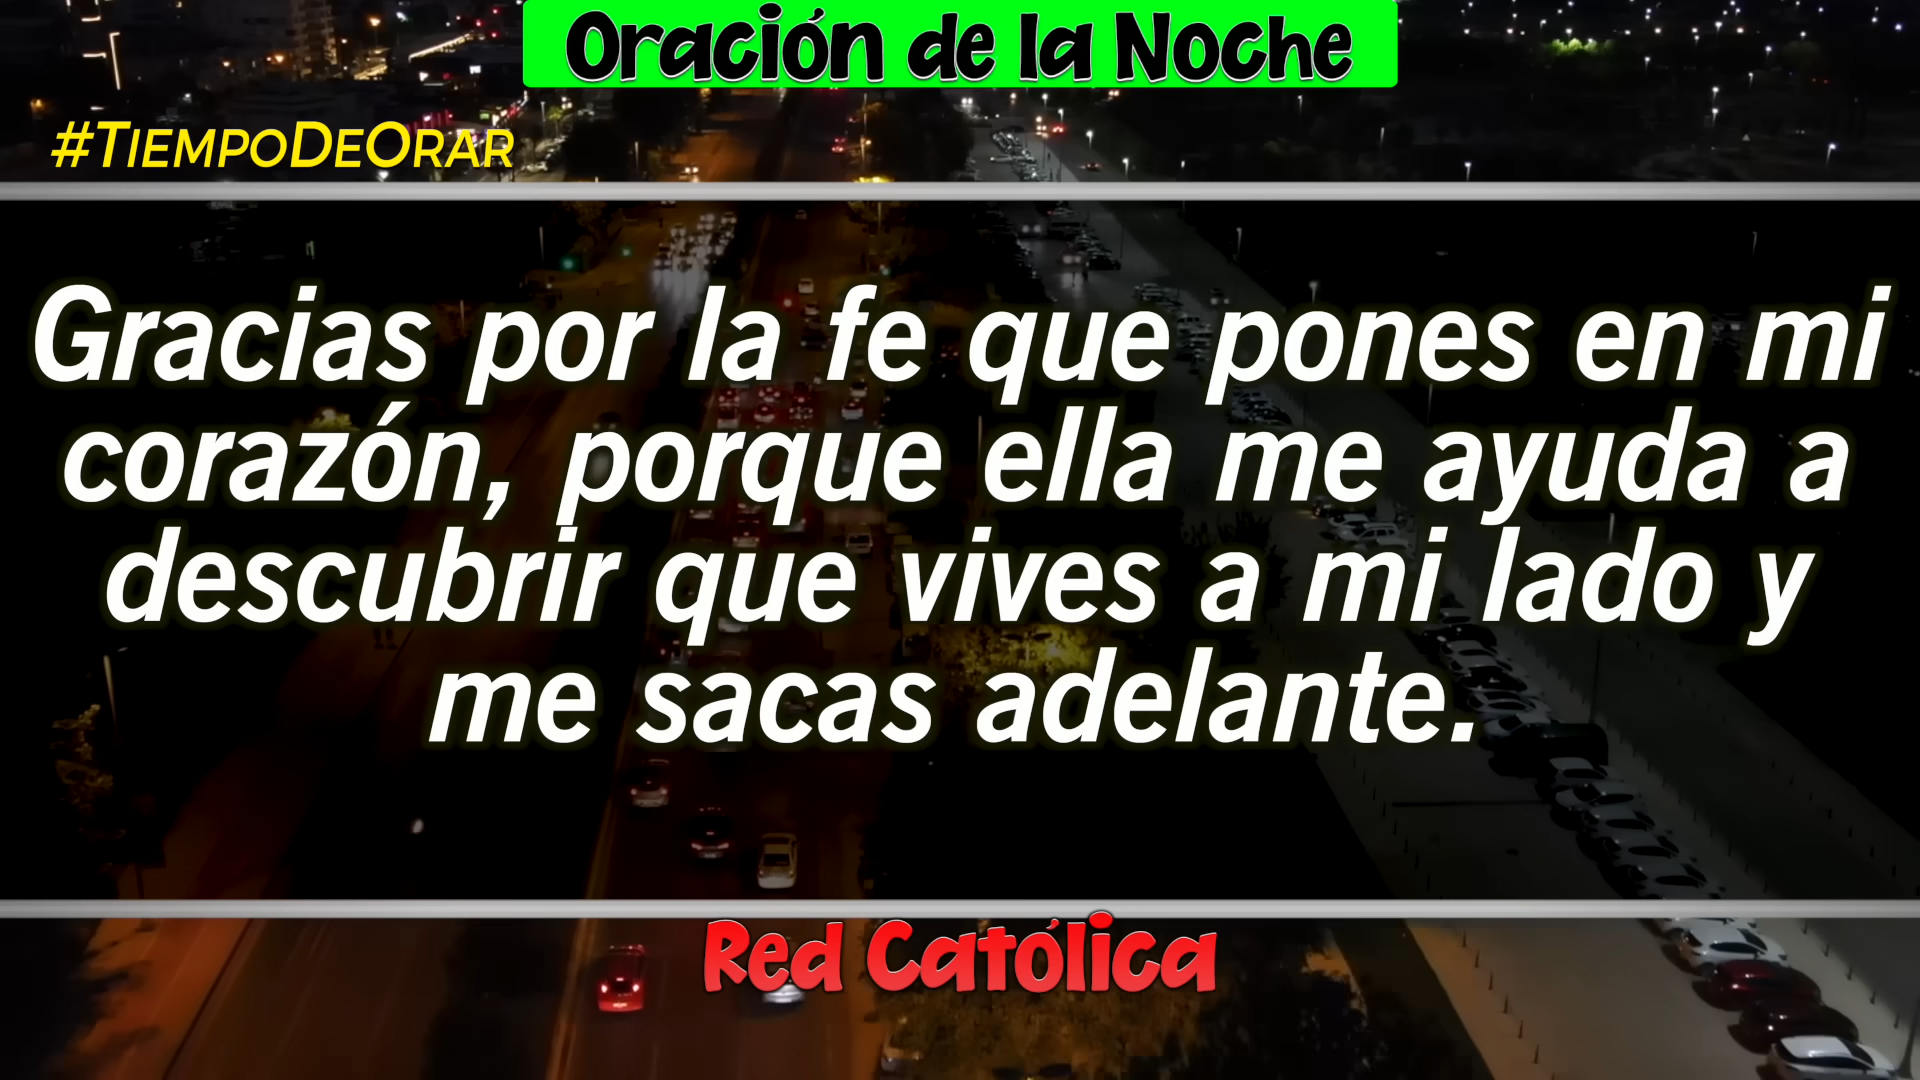 Oración de la Noche
#TiempoDeOrar
Gracias por la fe que pones en mi
corazón, porque ella me ayuda a
descubrir que vives a mi lado y
me sacas adelante.
Red Católica